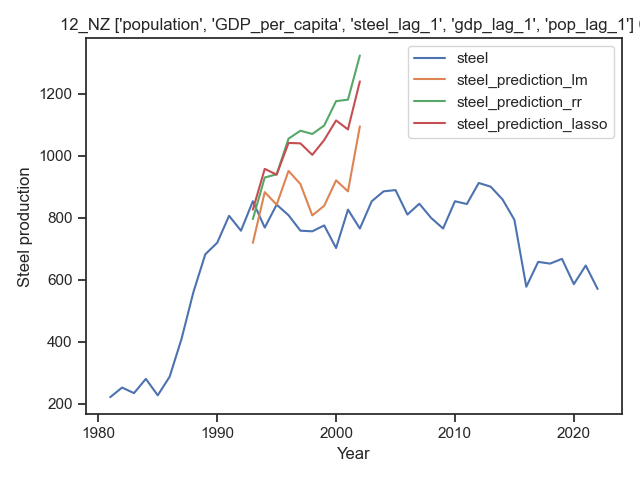 12_NZ ['population', 'GDP_per_capita', 'steel_lag_1', 'gdp_lag_1', 'pop_lag_1']
steel
steel_prediction_lm
steel_prediction_rr
steel_prediction_lasso
Steel production
1200
1000
800
600
400
200
1980
1990
2000
2010
2020
Year